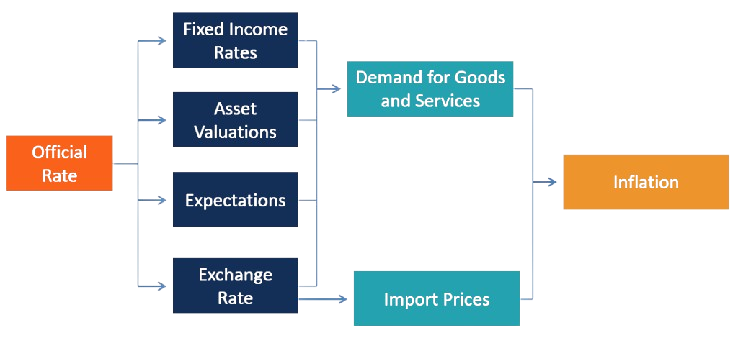 Fixed Income
Rates
Demand for Goods
and Services
Asset
Valuations
Official
Rate
Inflation
Expectations
Exchange
Rate
Import Prices